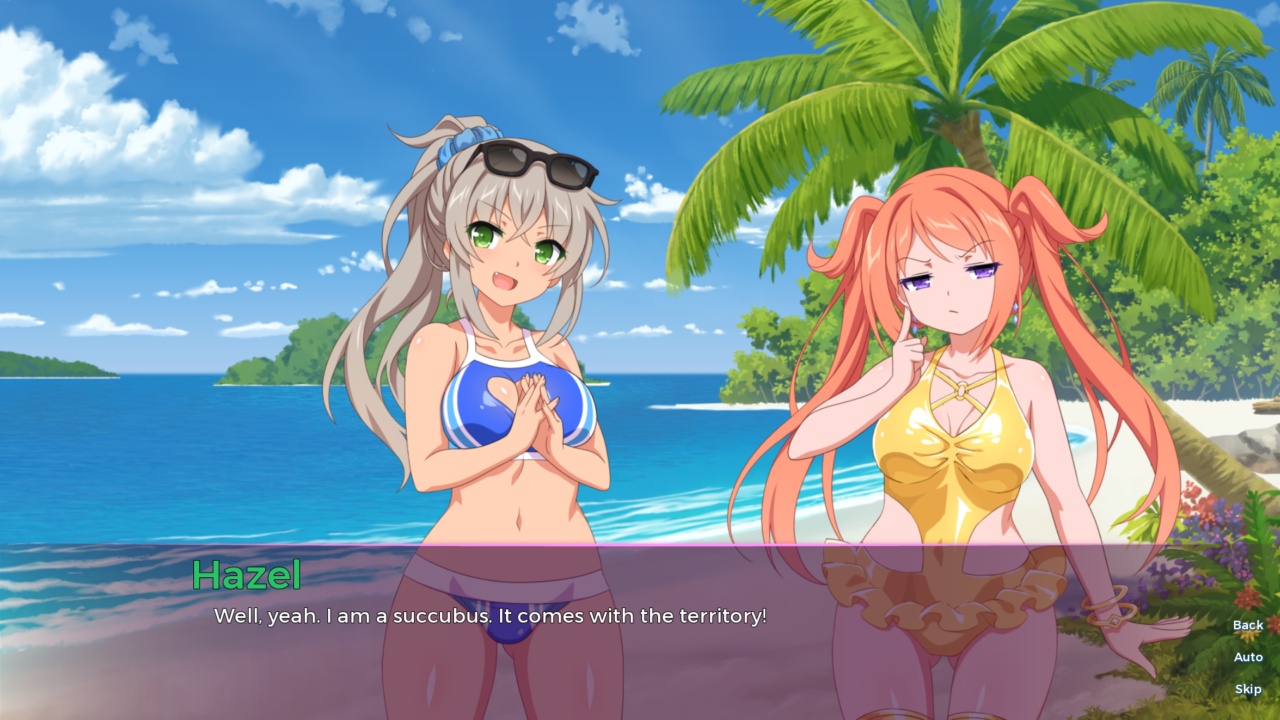 Hazel
Well, yeah. I am a succubus. It comes with the territory!
Back
Auto
Skip